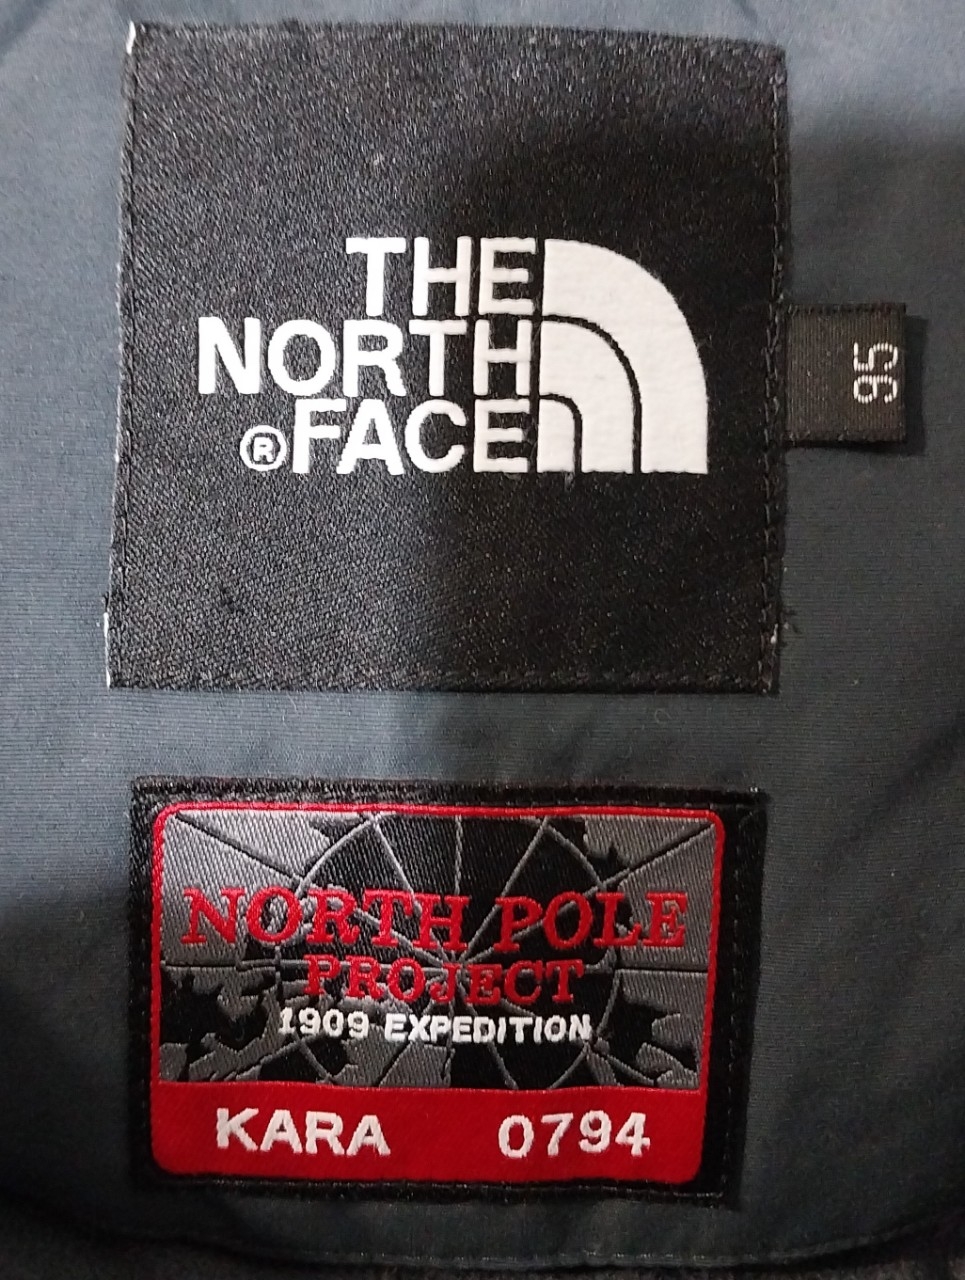 THE
NORTH
®FACE
95
NORTH POLE
PROJECT
1909 EXPEDITION
KARA 0794